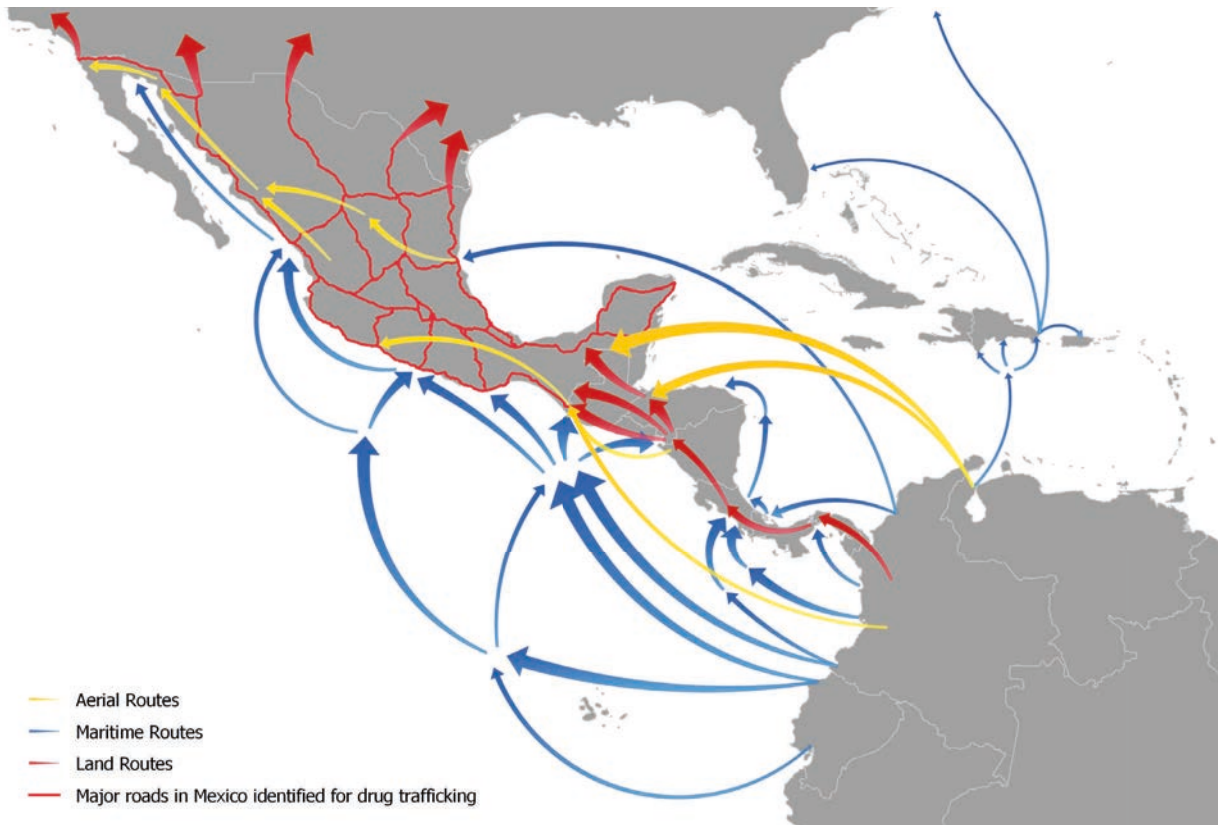 Aerial Routes
Maritime Routes
Land Routes
Major roads in Mexico identified for drug trafficking